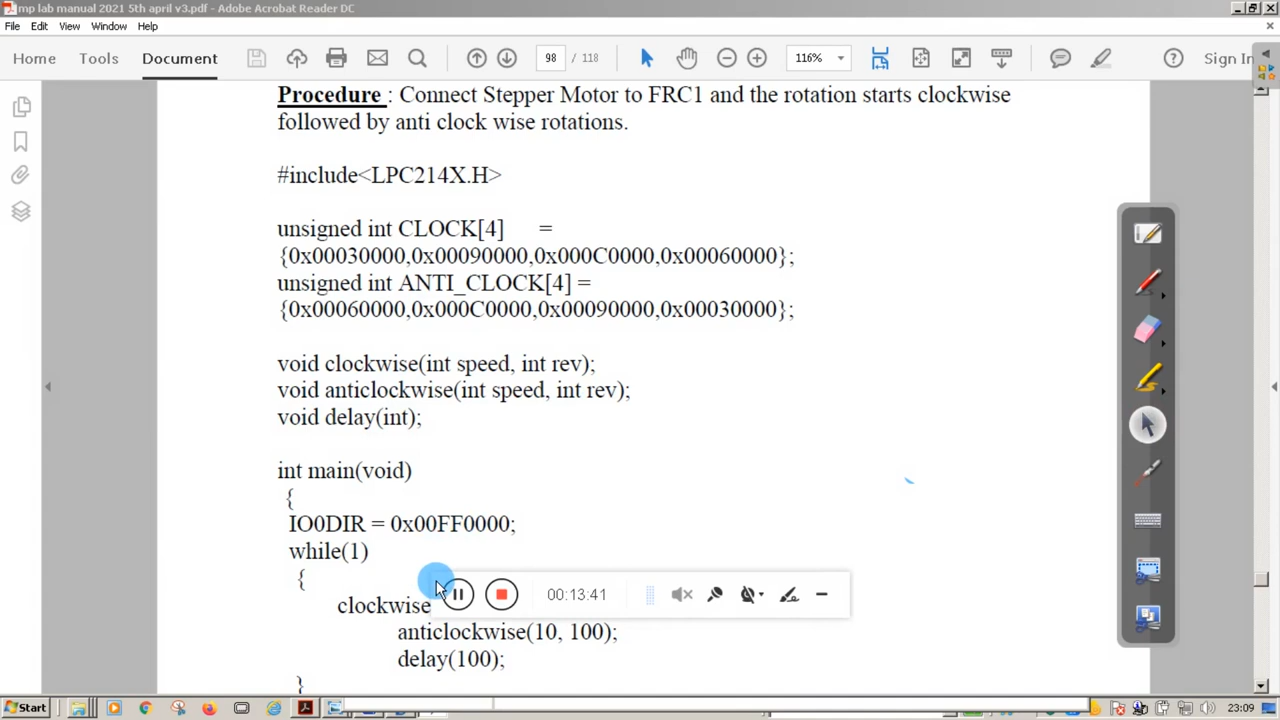 mp lab manual 2021 5th april v3.pdf - Adobe Acrobat Reader DC
File Edit View Window Help
Home Tools Document 98 / 118 116% Sign In
Procedure : Connect Stepper Motor to FRC1 and the rotation starts clockwise
followed by anti clock wise rotations.
#include<LPC214X.H>
unsigned int CLOCK[4] =
{0x00030000,0x00090000,0x000C0000,0x00060000};
unsigned int ANTI_CLOCK[4] =
{0x00060000,0x000C0000,0x00090000,0x00030000};
void clockwise(int speed, int rev);
void anticlockwise(int speed, int rev);
void delay(int);
int main(void)
{
IO0DIR = 0x00FF0000;
while(1)
{
clockwise
00:13:41
anticlockwise(10, 100);
delay(100);
}
Start 23:09